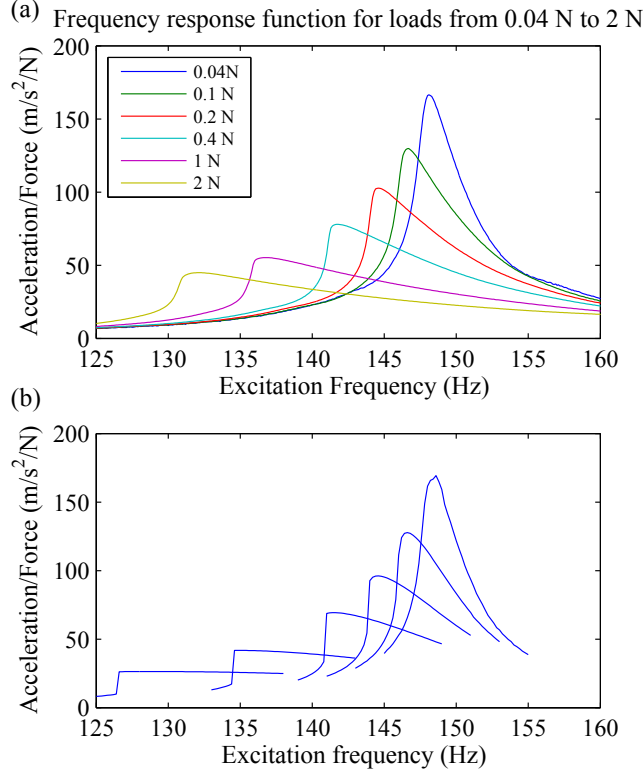 (a) Frequency response function for loads from 0.04 N to 2 N
200
150
100
50
0
Acceleration/Force (m/s²/N)
0.04N
0.1 N
0.2 N
0.4 N
1 N
2 N
125 130 135 140 145 150 155 160
Excitation Frequency (Hz)
(b)
200
150
100
50
0
Acceleration/Force (m/s²/N)
125 130 135 140 145 150 155 160
Excitation frequency (Hz)